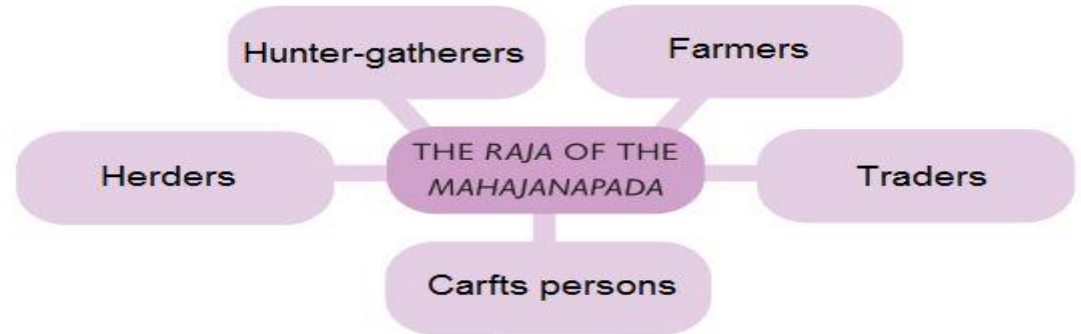 Hunter-gatherers
Farmers
Herders
THE RAJA OF THE
MAHAJANAPADA
Traders
Carfts persons